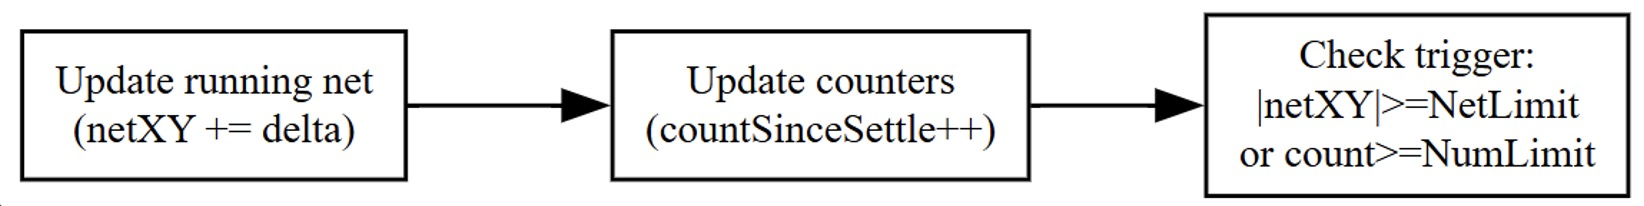 Update running net
(netXY += delta)
Update counters
(countSinceSettle++)
Check trigger:
|netXY|>=NetLimit
or count>=NumLimit